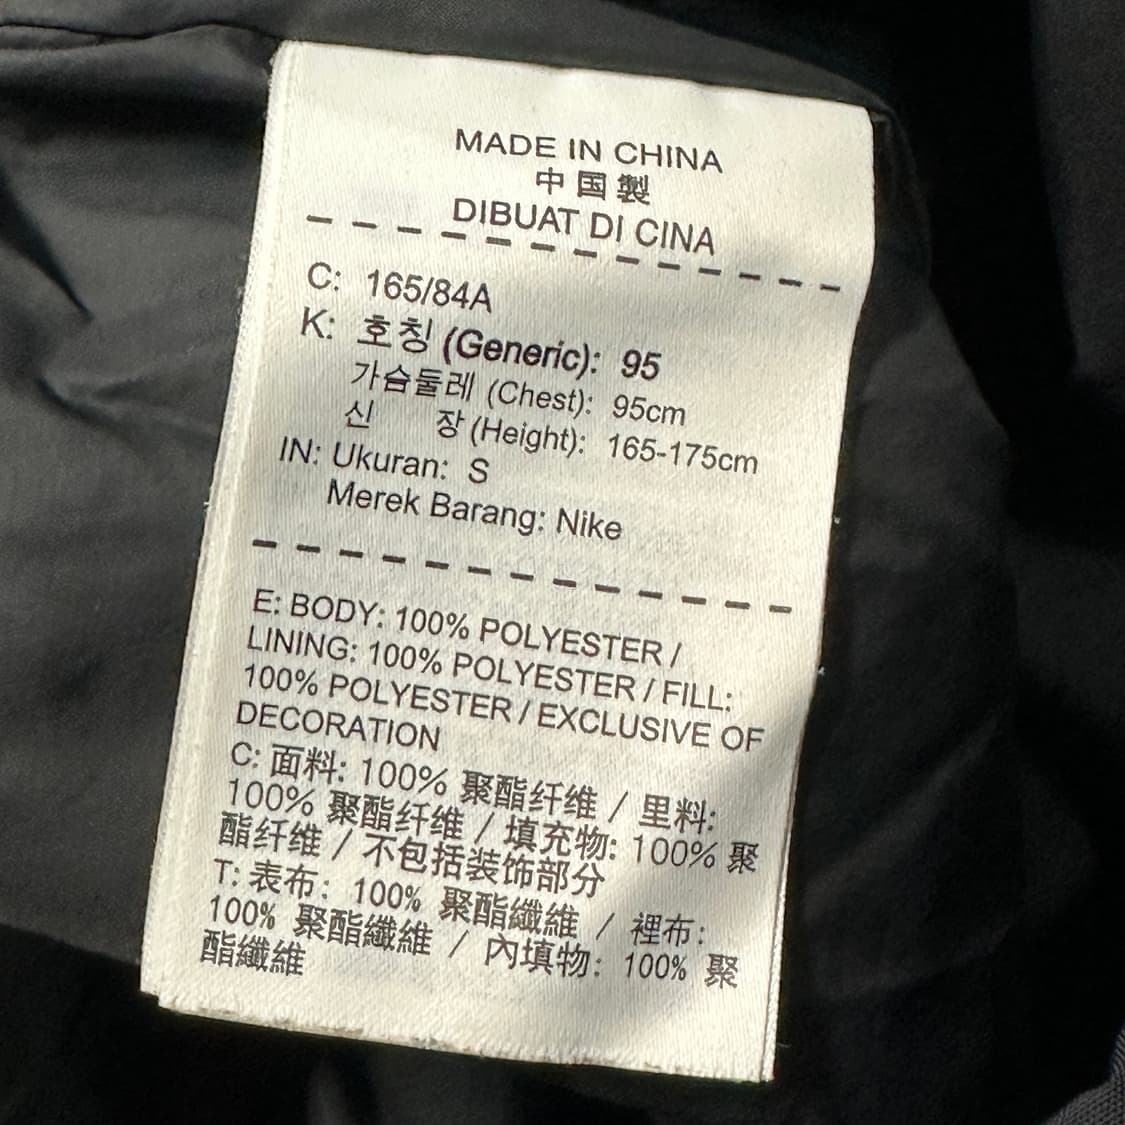 MADE IN CHINA
中国製
DIBUAT DI CINA
C: 165/84A
K: 호칭 (Generic): 95
가슴둘레 (Chest): 95cm
신 장 (Height): 165-175cm
IN: Ukuran: S
Merek Barang: Nike
E: BODY: 100% POLYESTER /
LINING: 100% POLYESTER / FILL:
100% POLYESTER / EXCLUSIVE OF
DECORATION
C: 面料: 100% 聚酯纤维 / 里料:
100% 聚酯纤维 / 填充物: 100% 聚
酯纤维 / 不包括装饰部分
T: 表布: 100% 聚酯纖維 / 裡布:
100% 聚酯纖維 / 內填物: 100% 聚
酯纖維